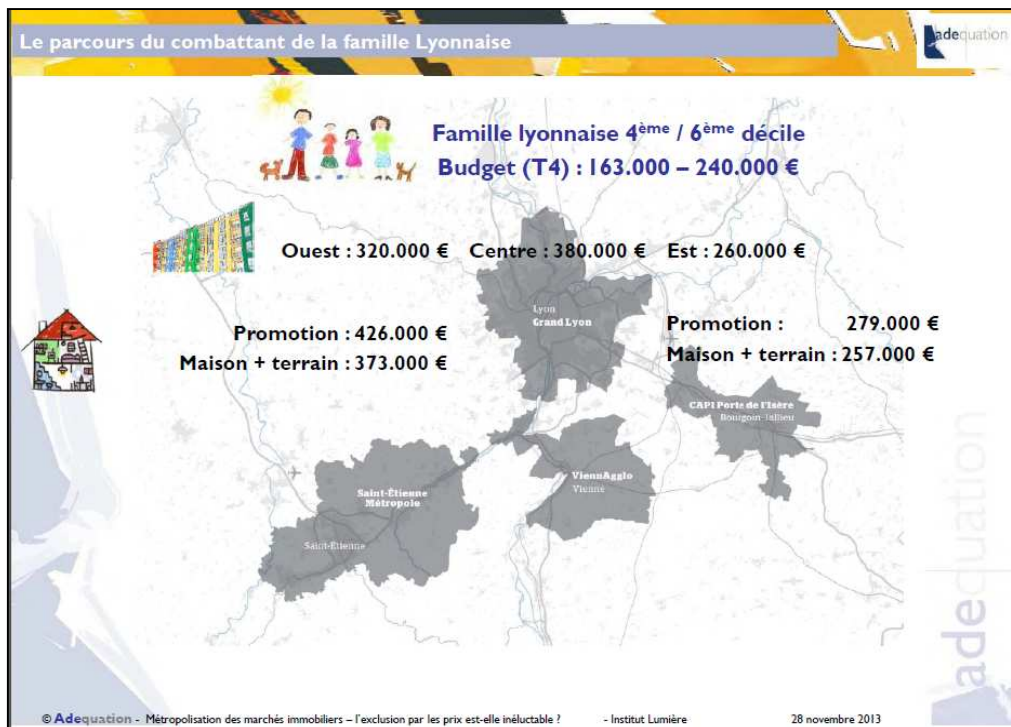 Le parcours du combattant de la famille Lyonnaise
adequation
Famille lyonnaise 4ème / 6ème décile
Budget (T4) : 163.000 – 240.000 €
Ouest : 320.000 € Centre : 380.000 € Est : 260.000 €
Promotion : 426.000 €
Maison + terrain : 373.000 €
Promotion : 279.000 €
Maison + terrain : 257.000 €
Lyon
Grand Lyon
CAPI Porte de l'Isère
Bourgoin-Jallieu
ViennAgglo
Vienne
Saint-Étienne
Métropole
Saint-Étienne
adequation
© Adequation - Métropolisation des marchés immobiliers – l'exclusion par les prix est-elle inéluctable ? - Institut Lumière 28 novembre 2013